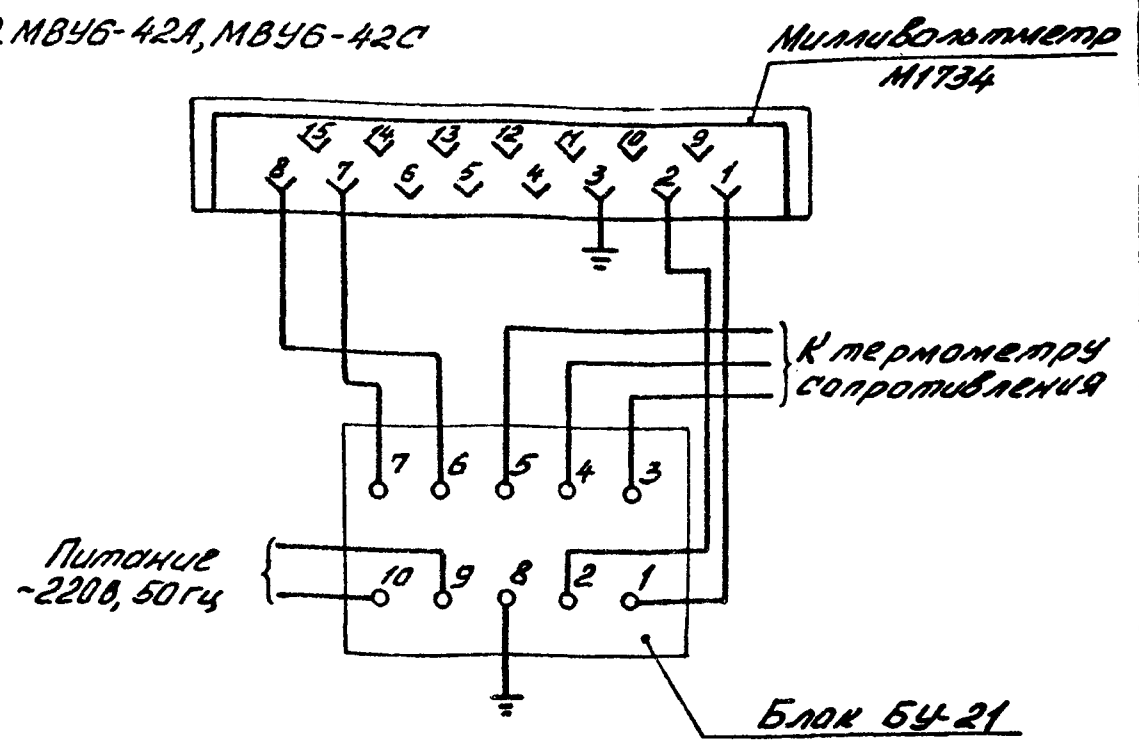 2 МВУ6-42А, МВУ6-42С
Милливольтметр
М1734
15 14 13 12 11 10 9
8 7 6 5 4 3 2 1
К термометру
сопротивления
7 6 5 4 3
Питание
~220В, 50гц
10 9 8 2 1
Блок БУ-21